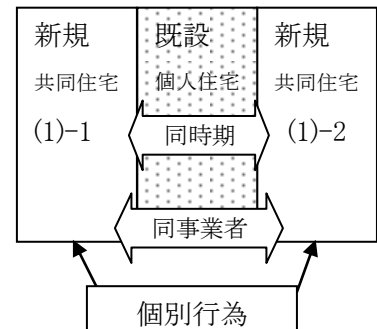 新規
共同住宅
(1)-1
既設
個人住宅
新規
共同住宅
(1)-2
同時期
同事業者
個別行為